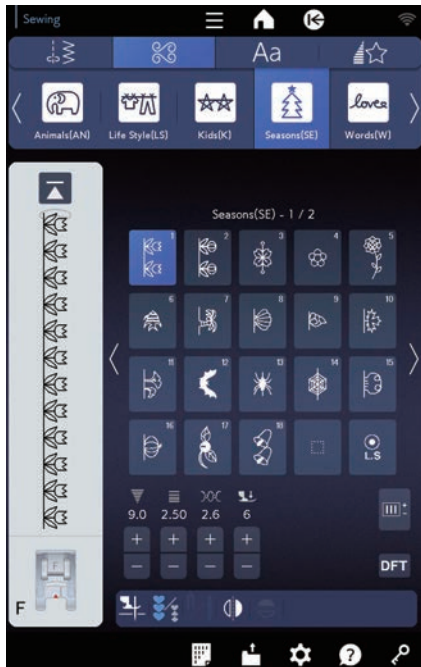 Sewing
Aa
love
Animals(AN) Life Style(LS) Kids(K) Seasons(SE) Words(W)
Seasons(SE) - 1 / 2
1 2 3 4 5
6 7 8 9 10
11 12 13 14 15
16 17 18
L.S
9.0 2.50 2.6 6
+ + + +
− − − −
DFT
F
?